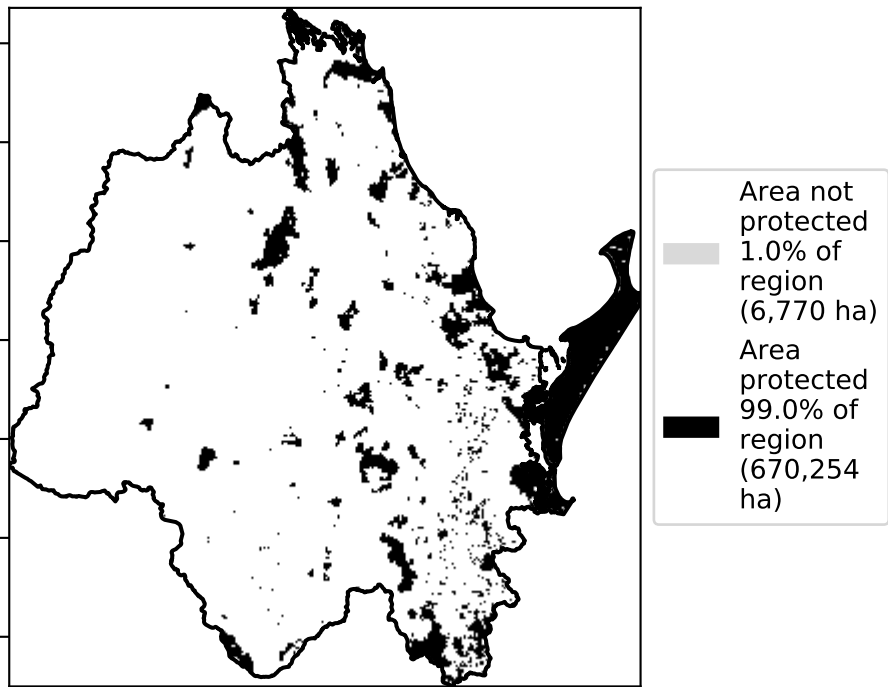 Area not
protected
1.0% of
region
(6,770 ha)
Area
protected
99.0% of
region
(670,254
ha)